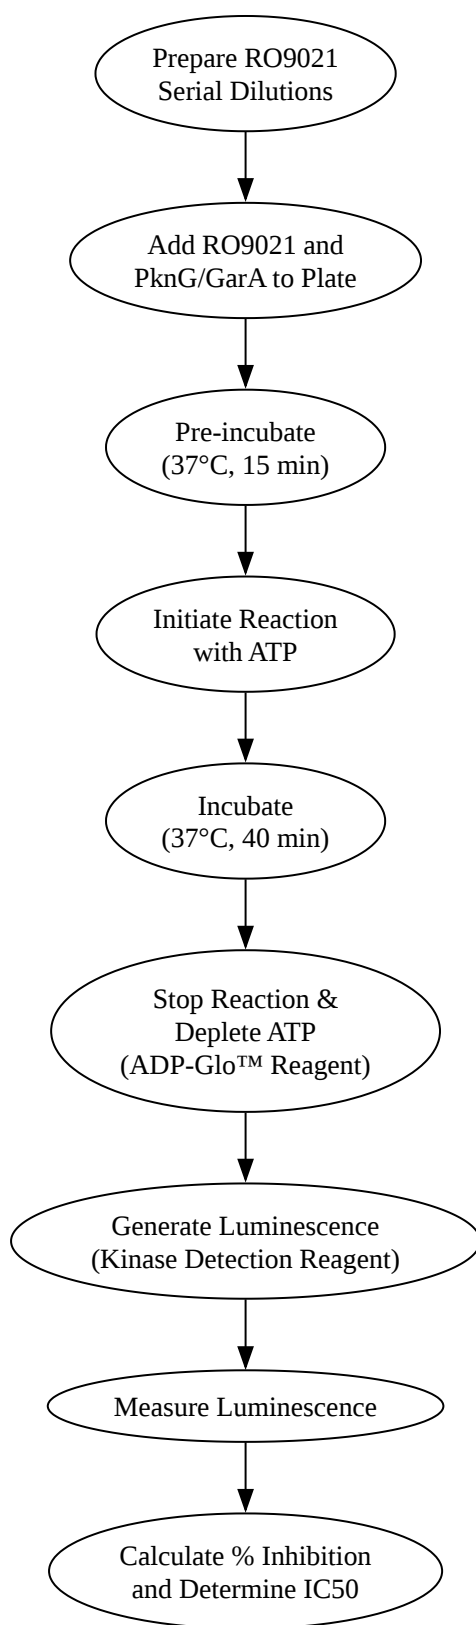 Prepare RO9021
Serial Dilutions
Add RO9021 and
PknG/GarA to Plate
Pre-incubate
(37°C, 15 min)
Initiate Reaction
with ATP
Incubate
(37°C, 40 min)
Stop Reaction &
Deplete ATP
(ADP-Glo™ Reagent)
Generate Luminescence
(Kinase Detection Reagent)
Measure Luminescence
Calculate % Inhibition
and Determine IC50